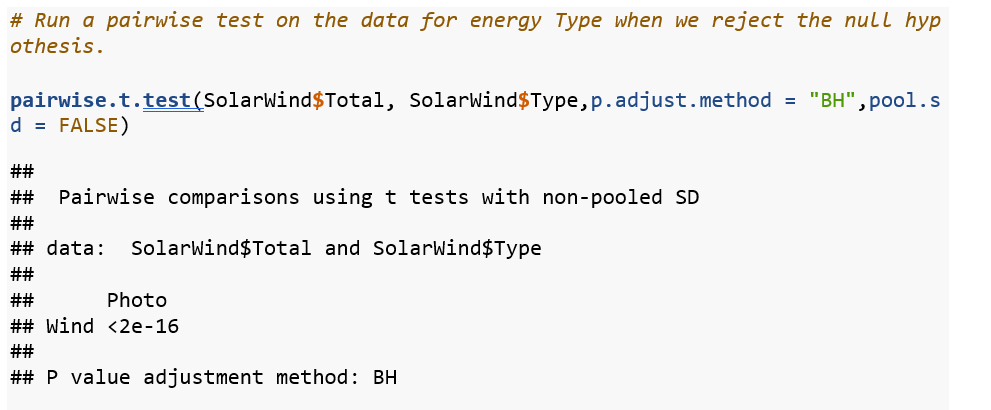 # Run a pairwise test on the data for energy Type when we reject the null hyp
othesis.
pairwise.t.test(SolarWind$Total, SolarWind$Type,p.adjust.method = "BH",pool.s
d = FALSE)
##
##  Pairwise comparisons using t tests with non-pooled SD
##
## data:  SolarWind$Total and SolarWind$Type
##
##      Photo
## Wind <2e-16
##
## P value adjustment method: BH